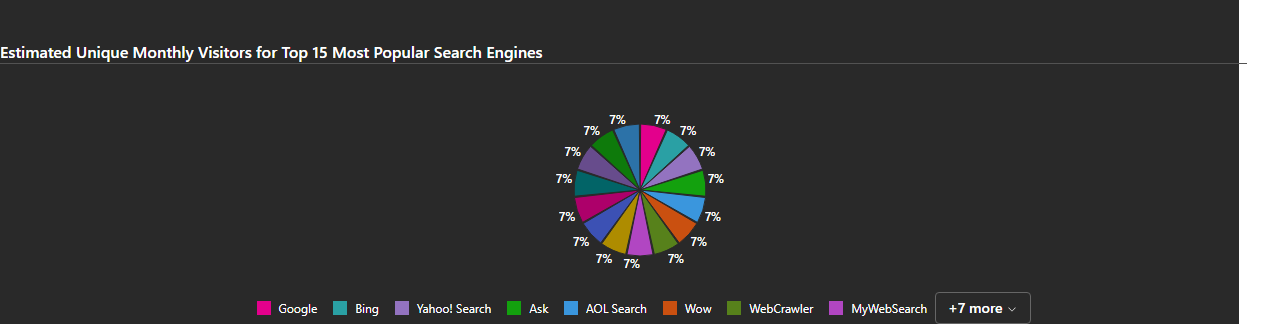 Estimated Unique Monthly Visitors for Top 15 Most Popular Search Engines
7% 7%
7% 7%
7% 7%
7% 7%
7% 7%
7% 7%
7% 7% 7%
Google Bing Yahoo! Search Ask AOL Search Wow WebCrawler MyWebSearch +7 more